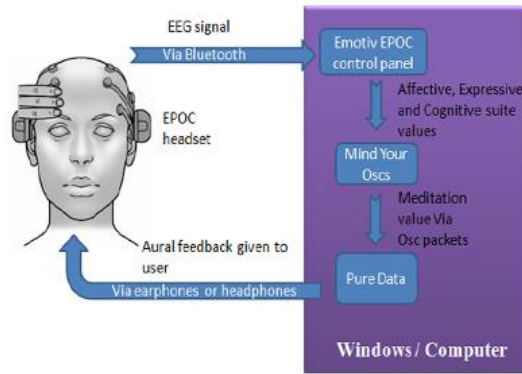 EEG signal
Via Bluetooth
Emotiv EPOC
control panel
Affective, Expressive
and Cognitive suite
values
EPOC
headset
Mind Your
Oscs
Meditation
value Via
Osc packets
Aural feedback given to
user
Via earphones or headphones
Pure Data
Windows / Computer